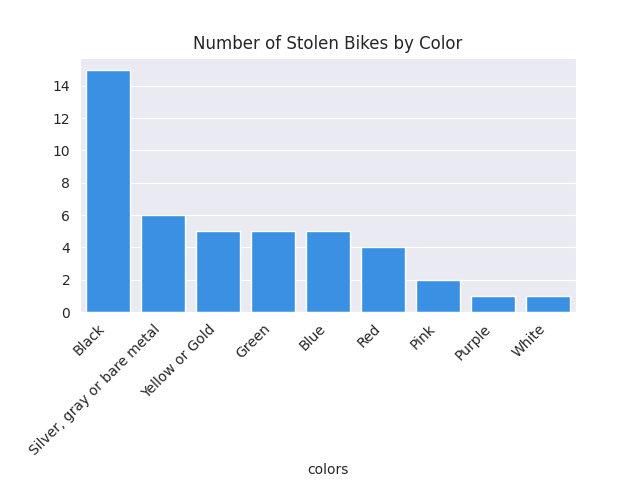 Number of Stolen Bikes by Color
14
12
10
8
6
4
2
0
Black
Silver, gray or bare metal
Yellow or Gold
Green
Blue
Red
Pink
Purple
White
colors